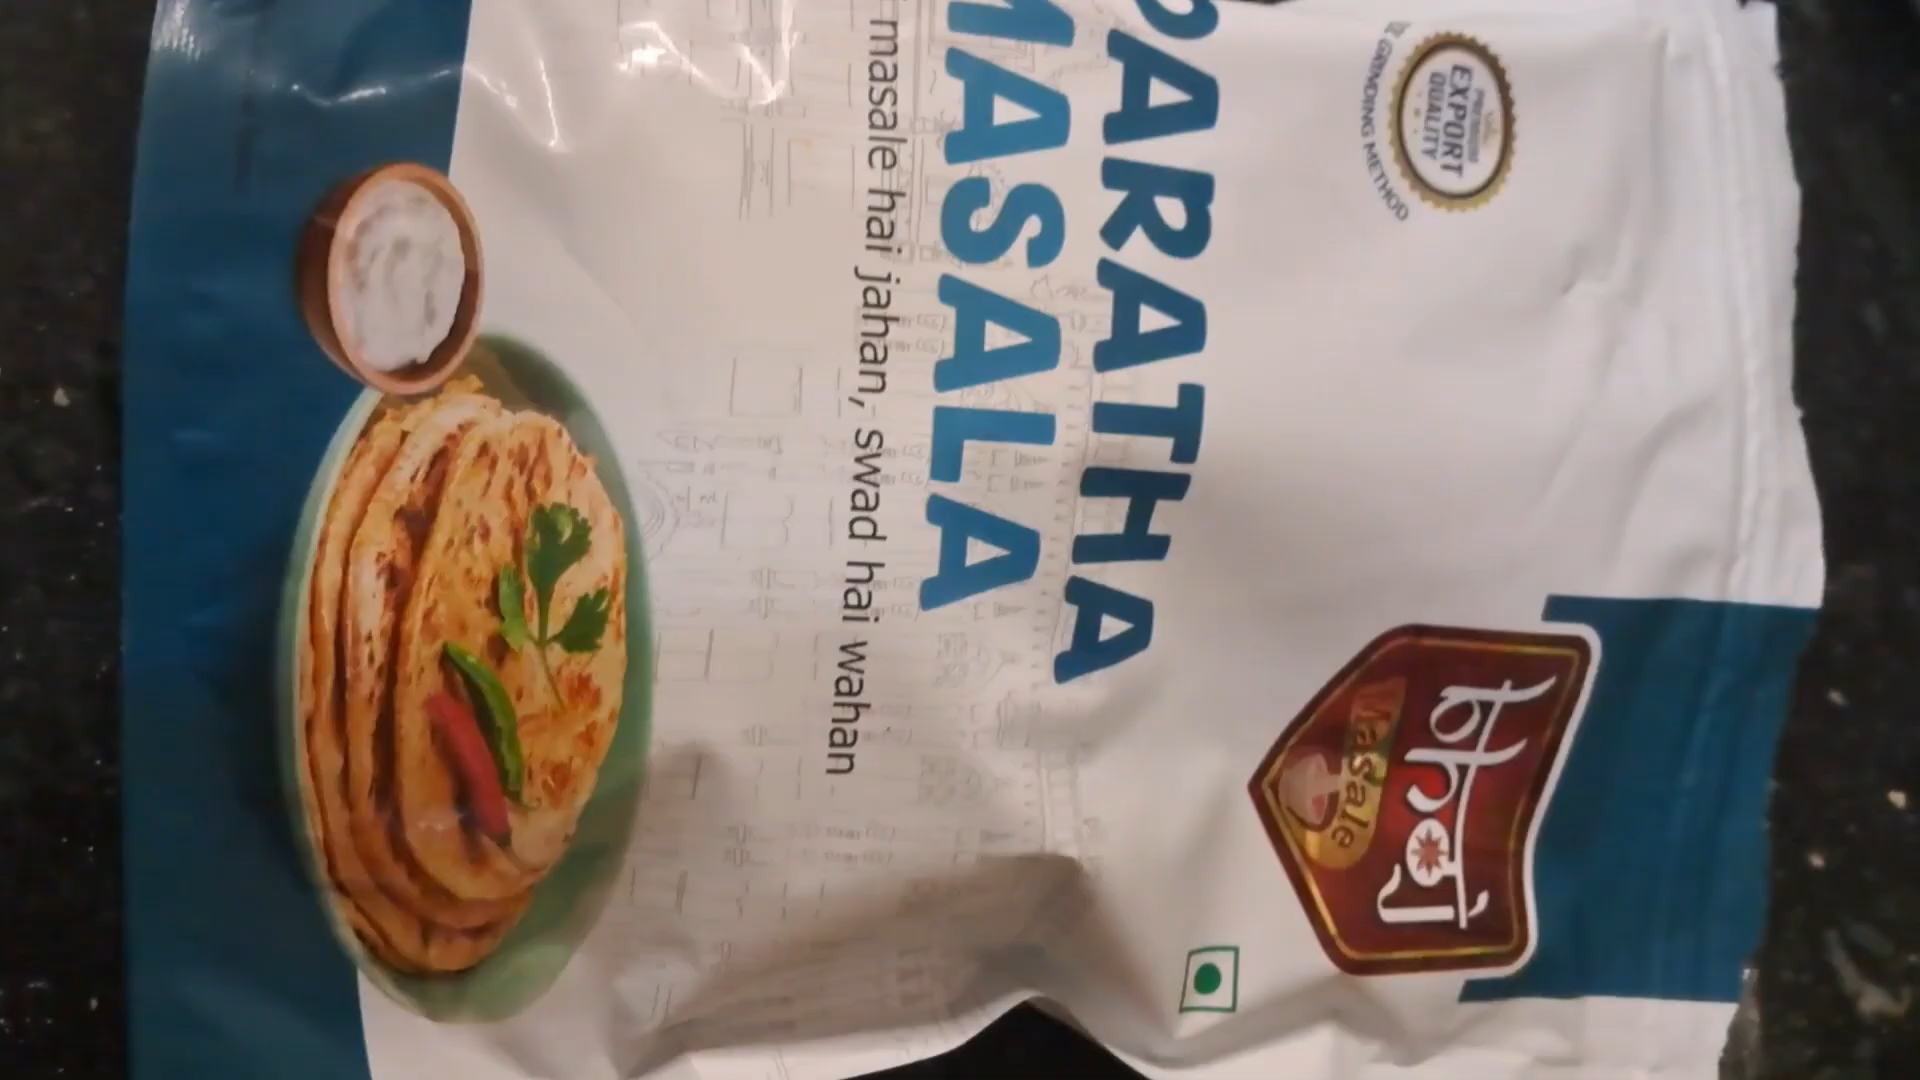 Masale
EXPORT
QUALITY
GRINDING METHOD
PARATHA
MASALA
masale hai jahan, swad hai wahan